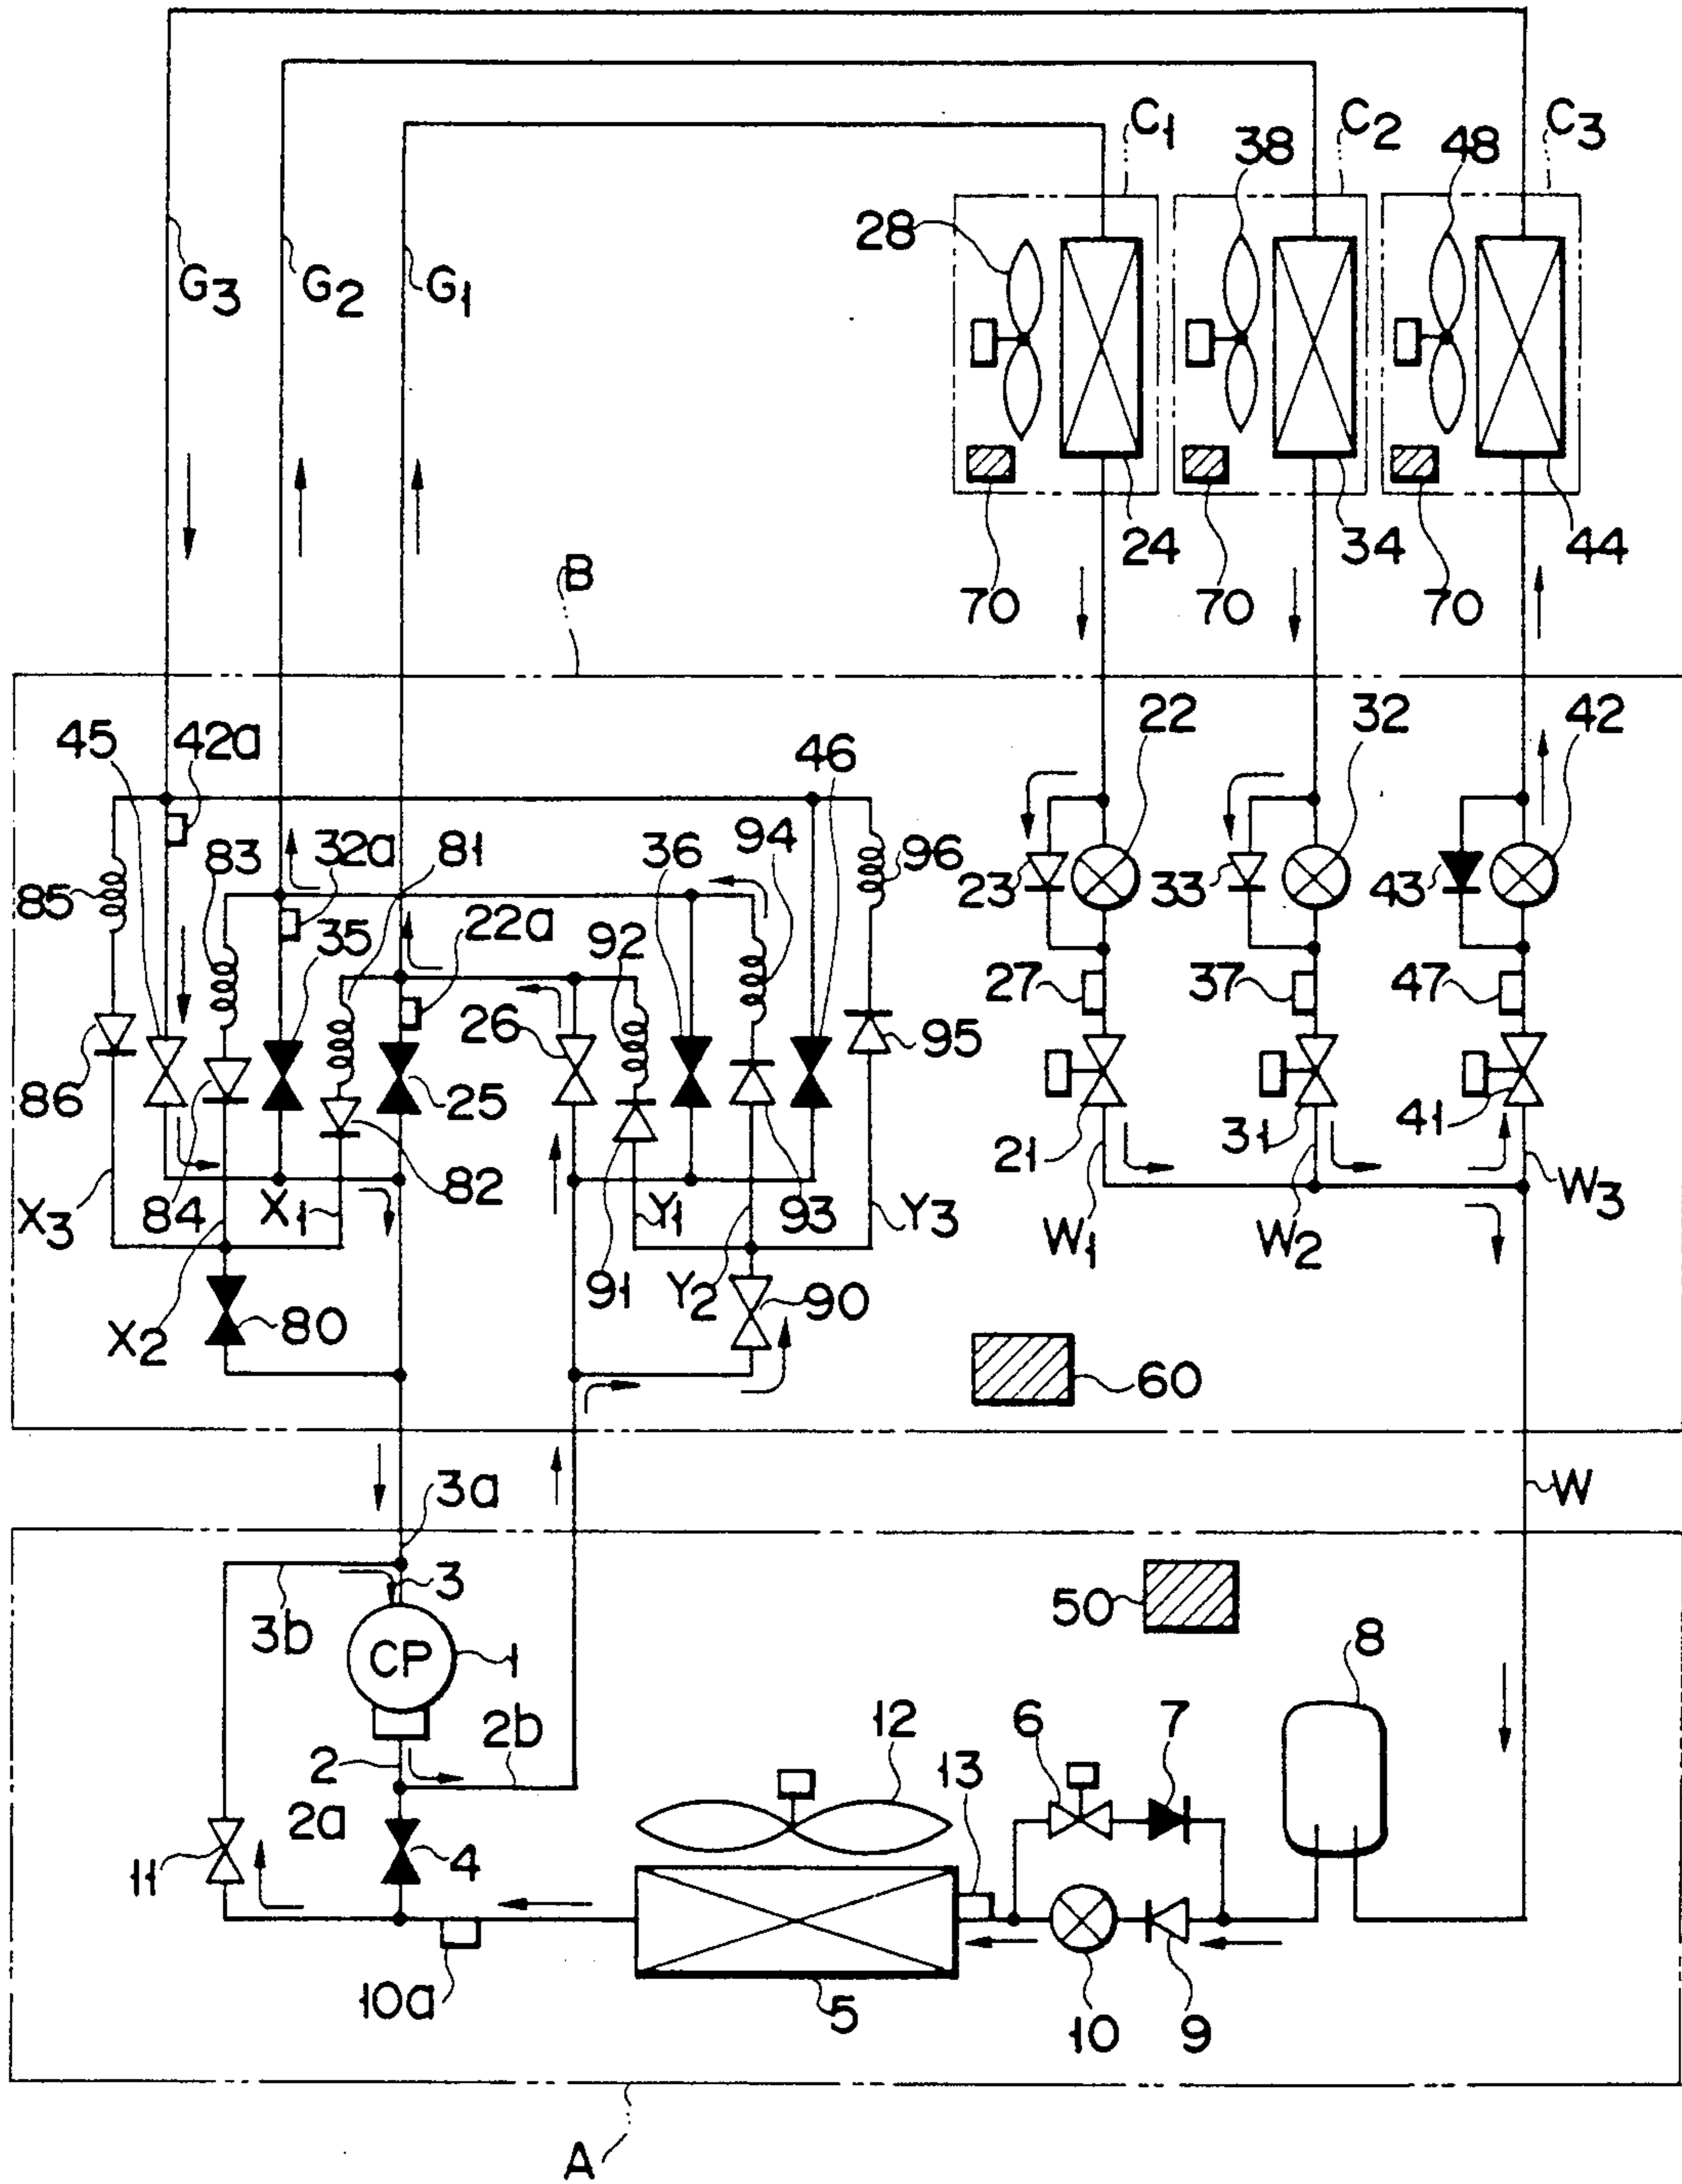 C1 C2 C3
38 48
28
G3 G2 G1
24 34 44
B
70 70 70
22 32 42
45 42a 46
83 32a 81 36 94
85 96 23 33 43
35 22a 92
26 27 37 47
95
86 25
21 31 41
82
X3 84 X1 Y1 93 Y3 W3
W1 W2
91 Y2 90
X2 80
60
3a W
3 50
3b
CP 1 8
2 2b 12 13 6 7
2a
11 4
10a 5 10 9
A